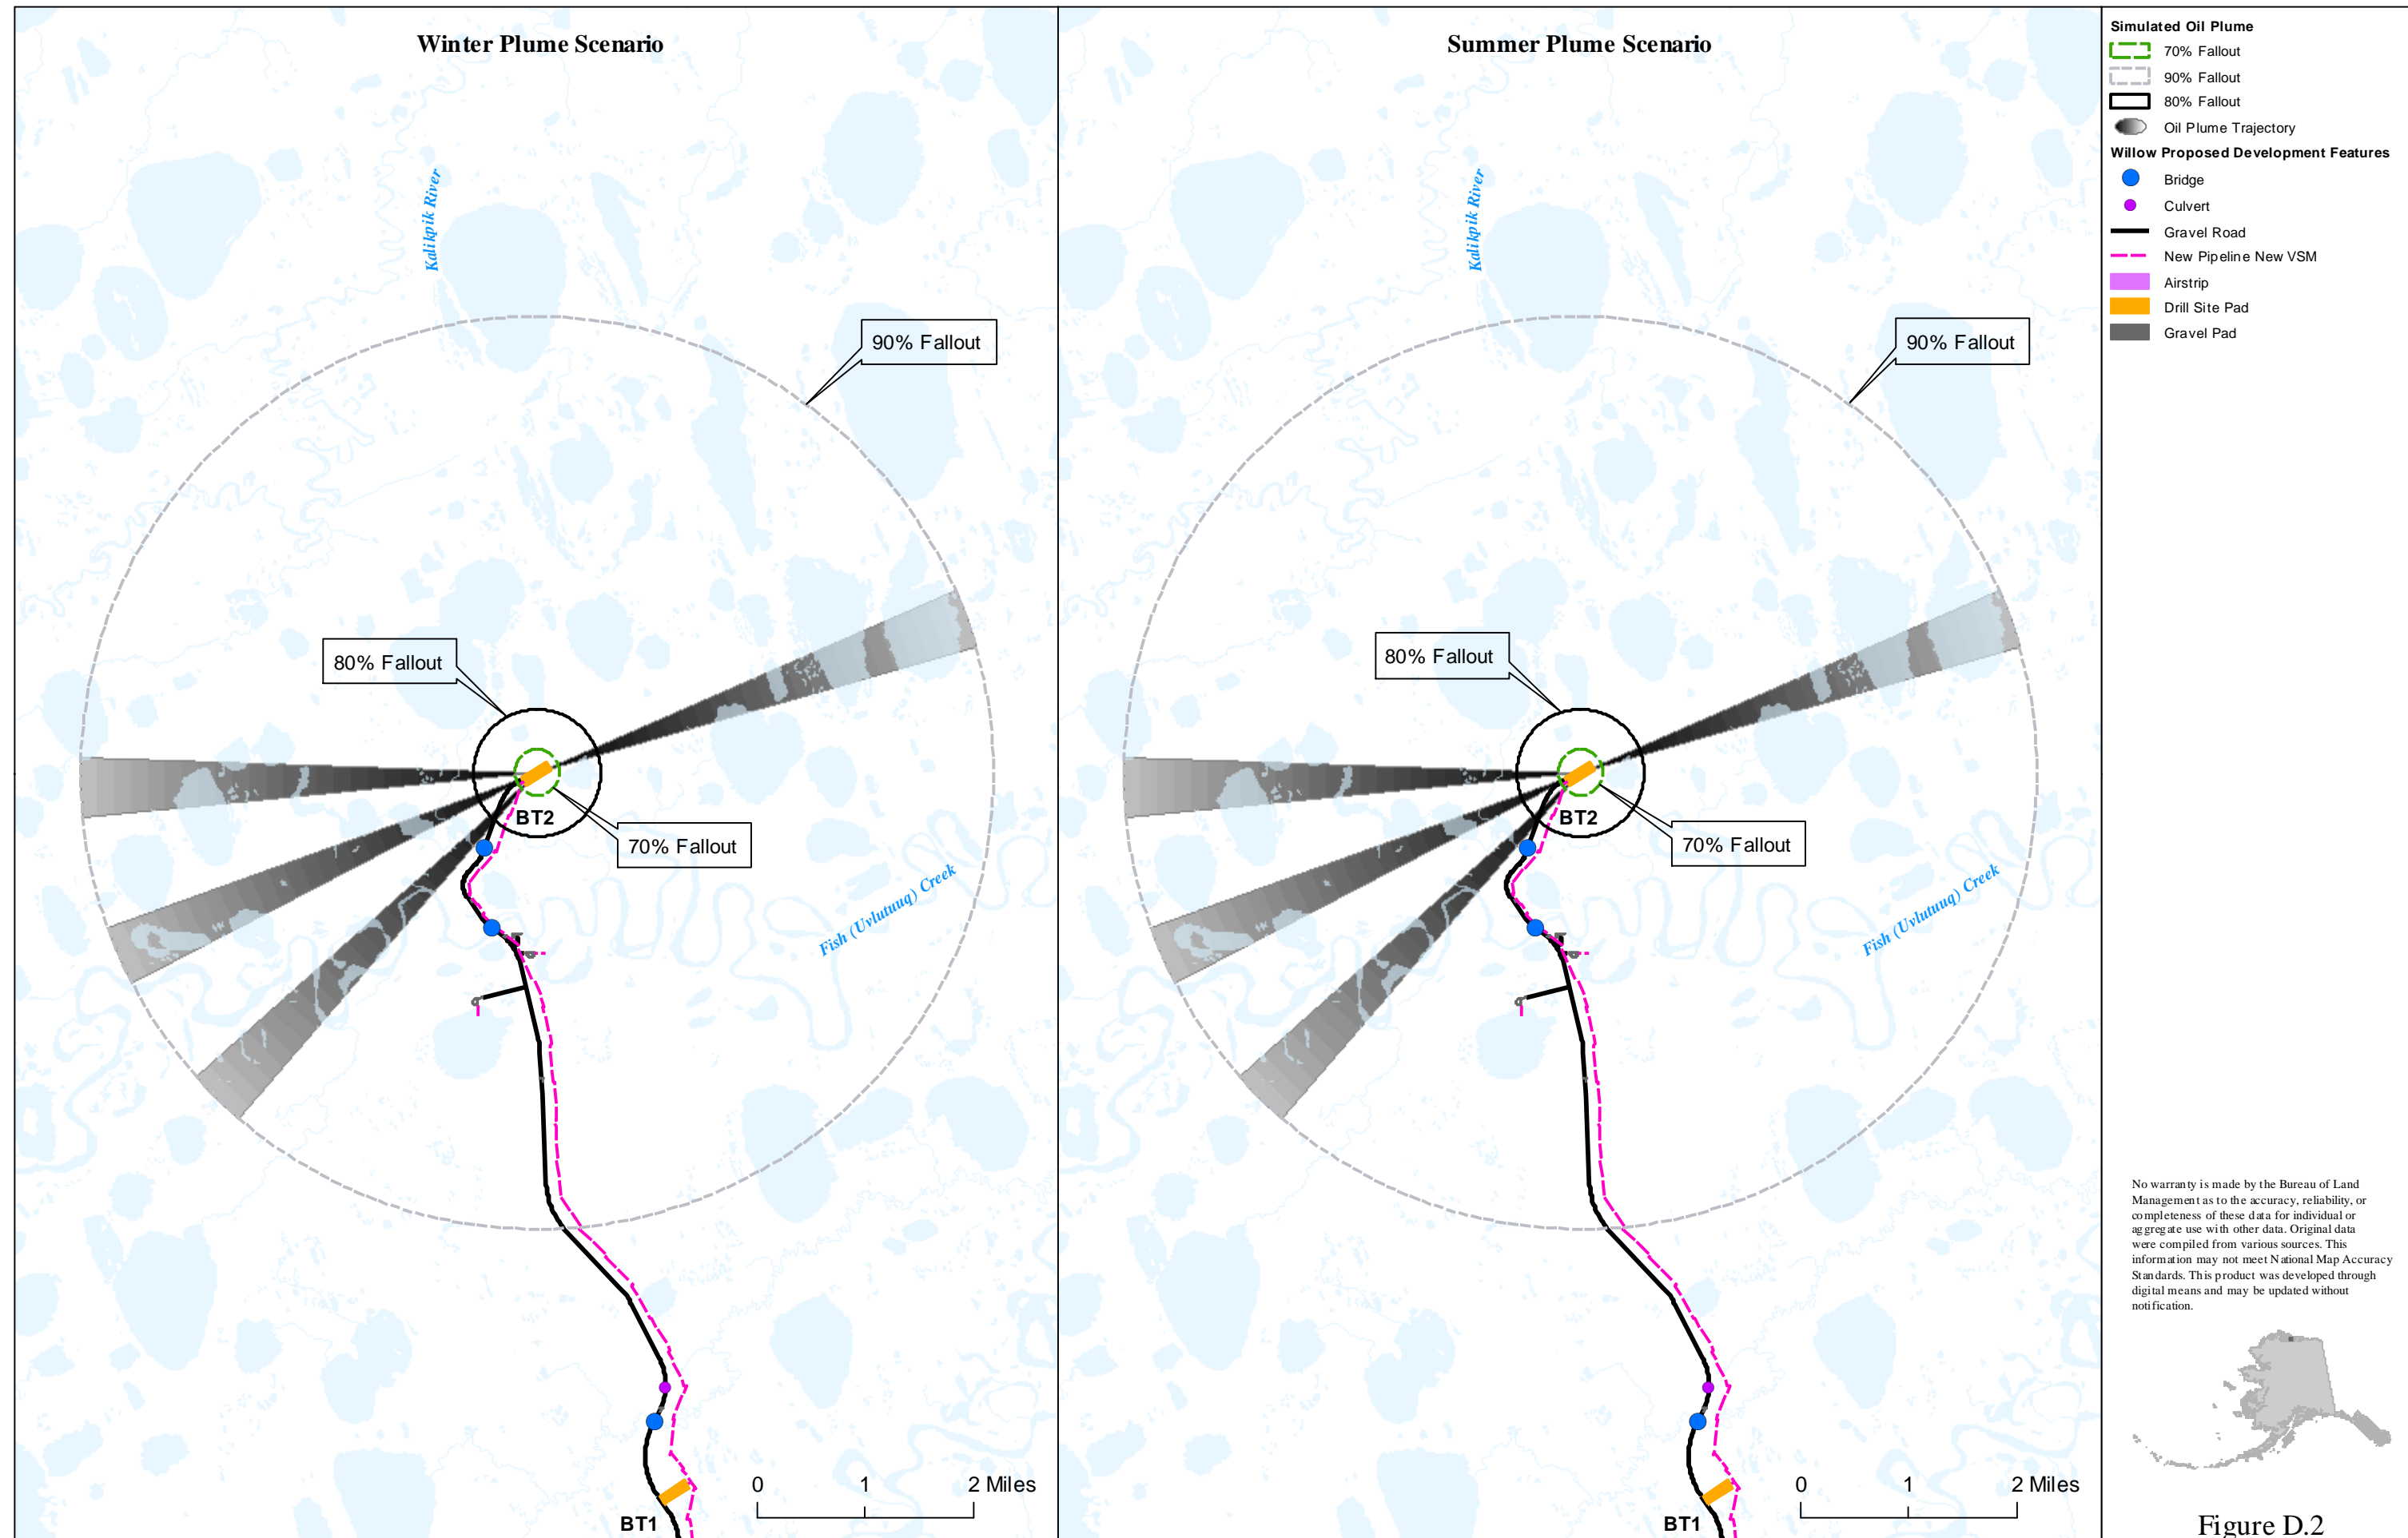 Winter Plume Scenario
Kalikpik River
90% Fallout
80% Fallout
BT2
70% Fallout
Fish (Uvlutuuq) Creek
0 1 2 Miles
BT1
Summer Plume Scenario
Kalikpik River
90% Fallout
80% Fallout
BT2
70% Fallout
Fish (Uvlutuuq) Creek
0 1 2 Miles
BT1
Simulated Oil Plume
70% Fallout
90% Fallout
80% Fallout
Oil Plume Trajectory
Willow Proposed Development Features
Bridge
Culvert
Gravel Road
New Pipeline New VSM
Airstrip
Drill Site Pad
Gravel Pad
No warranty is made by the Bureau of Land
Management as to the accuracy, reliability, or
completeness of these data for individual or
aggregate use with other data. Original data
were compiled from various sources. This
information may not meet National Map Accuracy
Standards. This product was developed through
digital means and may be updated without
notification.
Figure D.2